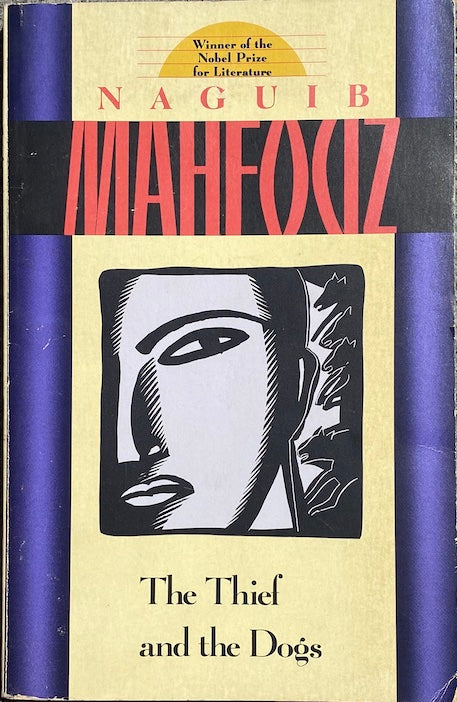 Winner of the
Nobel Prize
for Literature
NAGUIB
MAHFOUZ
The Thief
and the Dogs